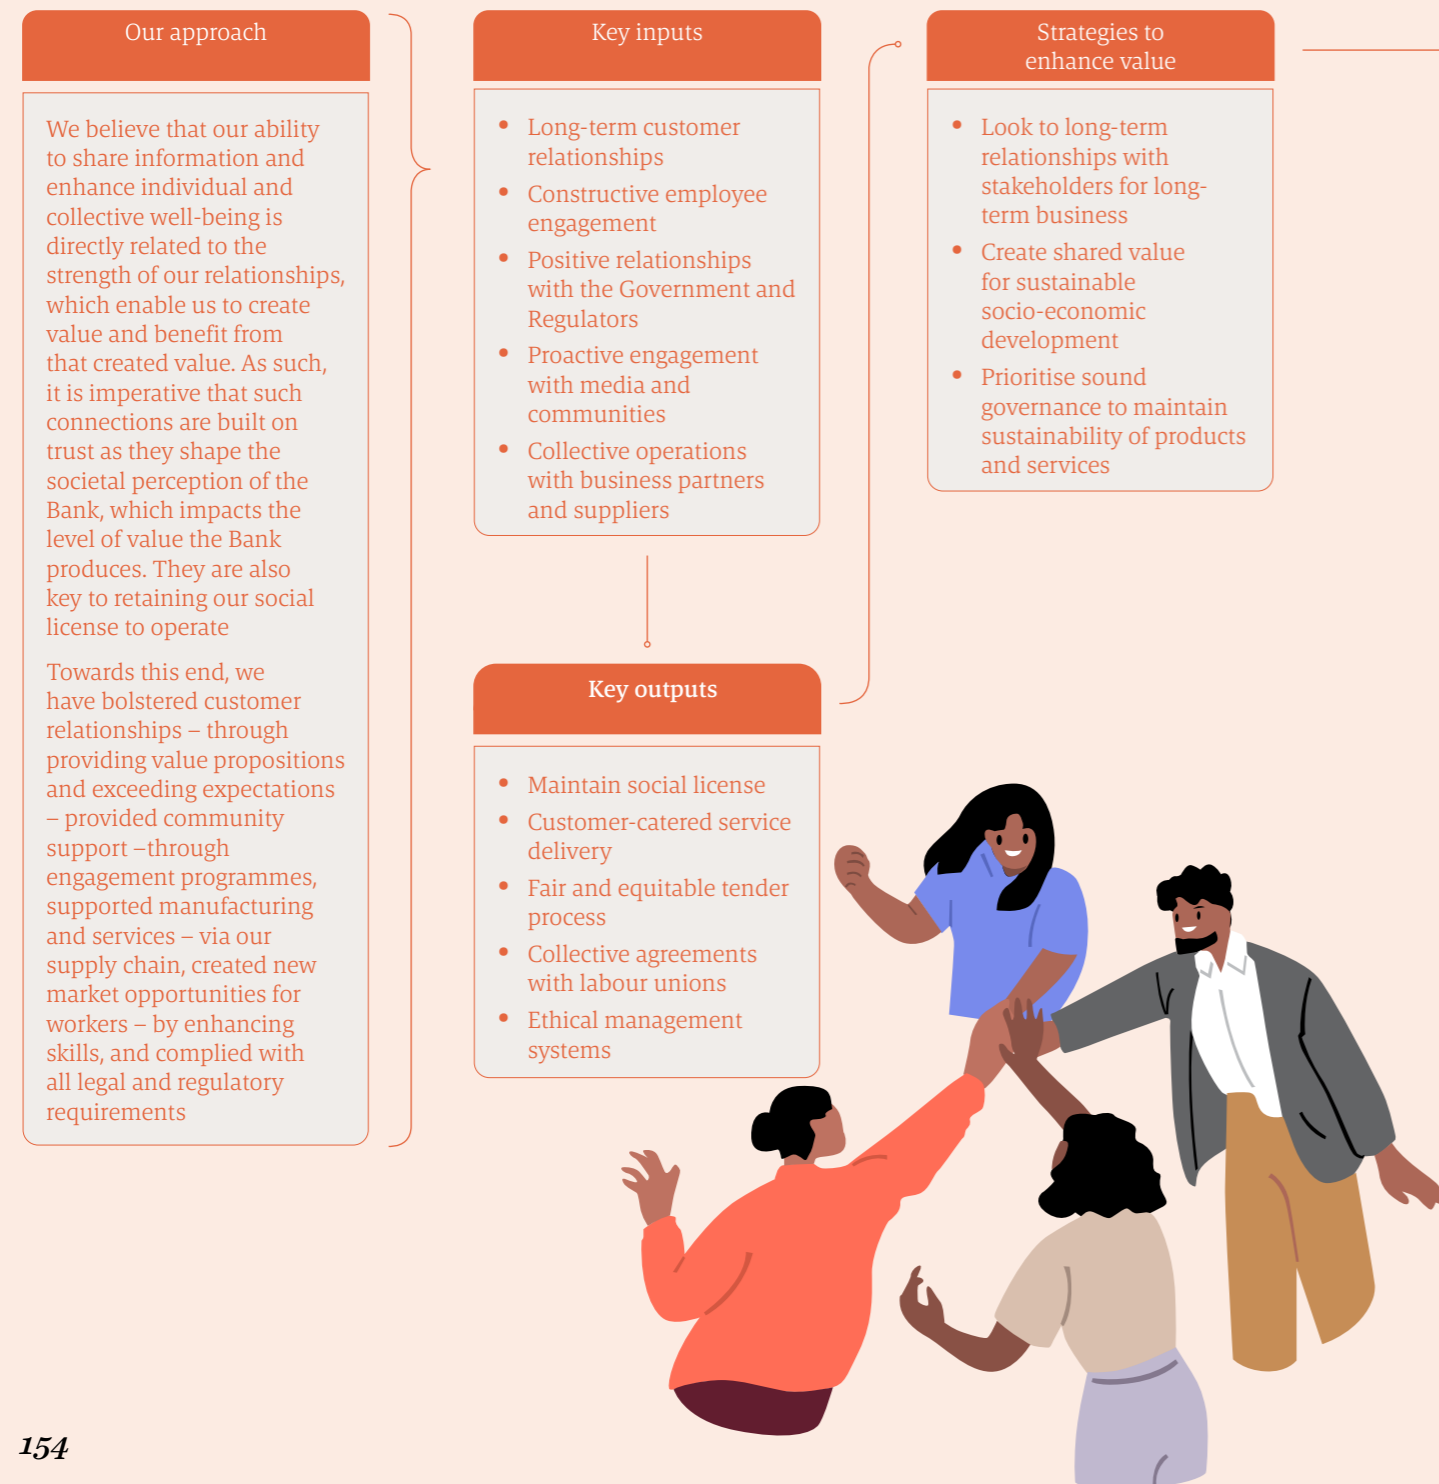 Our approach
We believe that our ability
to share information and
enhance individual and
collective well-being is
directly related to the
strength of our relationships,
which enable us to create
value and benefit from
that created value. As such,
it is imperative that such
connections are built on
trust as they shape the
societal perception of the
Bank, which impacts the
level of value the Bank
produces. They are also
key to retaining our social
license to operate
Towards this end, we
have bolstered customer
relationships – through
providing value propositions
and exceeding expectations
– provided community
support –through
engagement programmes,
supported manufacturing
and services – via our
supply chain, created new
market opportunities for
workers – by enhancing
skills, and complied with
all legal and regulatory
requirements
Key inputs
• Long-term customer
relationships
• Constructive employee
engagement
• Positive relationships
with the Government and
Regulators
• Proactive engagement
with media and
communities
• Collective operations
with business partners
and suppliers
Key outputs
• Maintain social license
• Customer-catered service
delivery
• Fair and equitable tender
process
• Collective agreements
with labour unions
• Ethical management
systems
Strategies to
enhance value
• Look to long-term
relationships with
stakeholders for long-
term business
• Create shared value
for sustainable
socio-economic
development
• Prioritise sound
governance to maintain
sustainability of products
and services
154